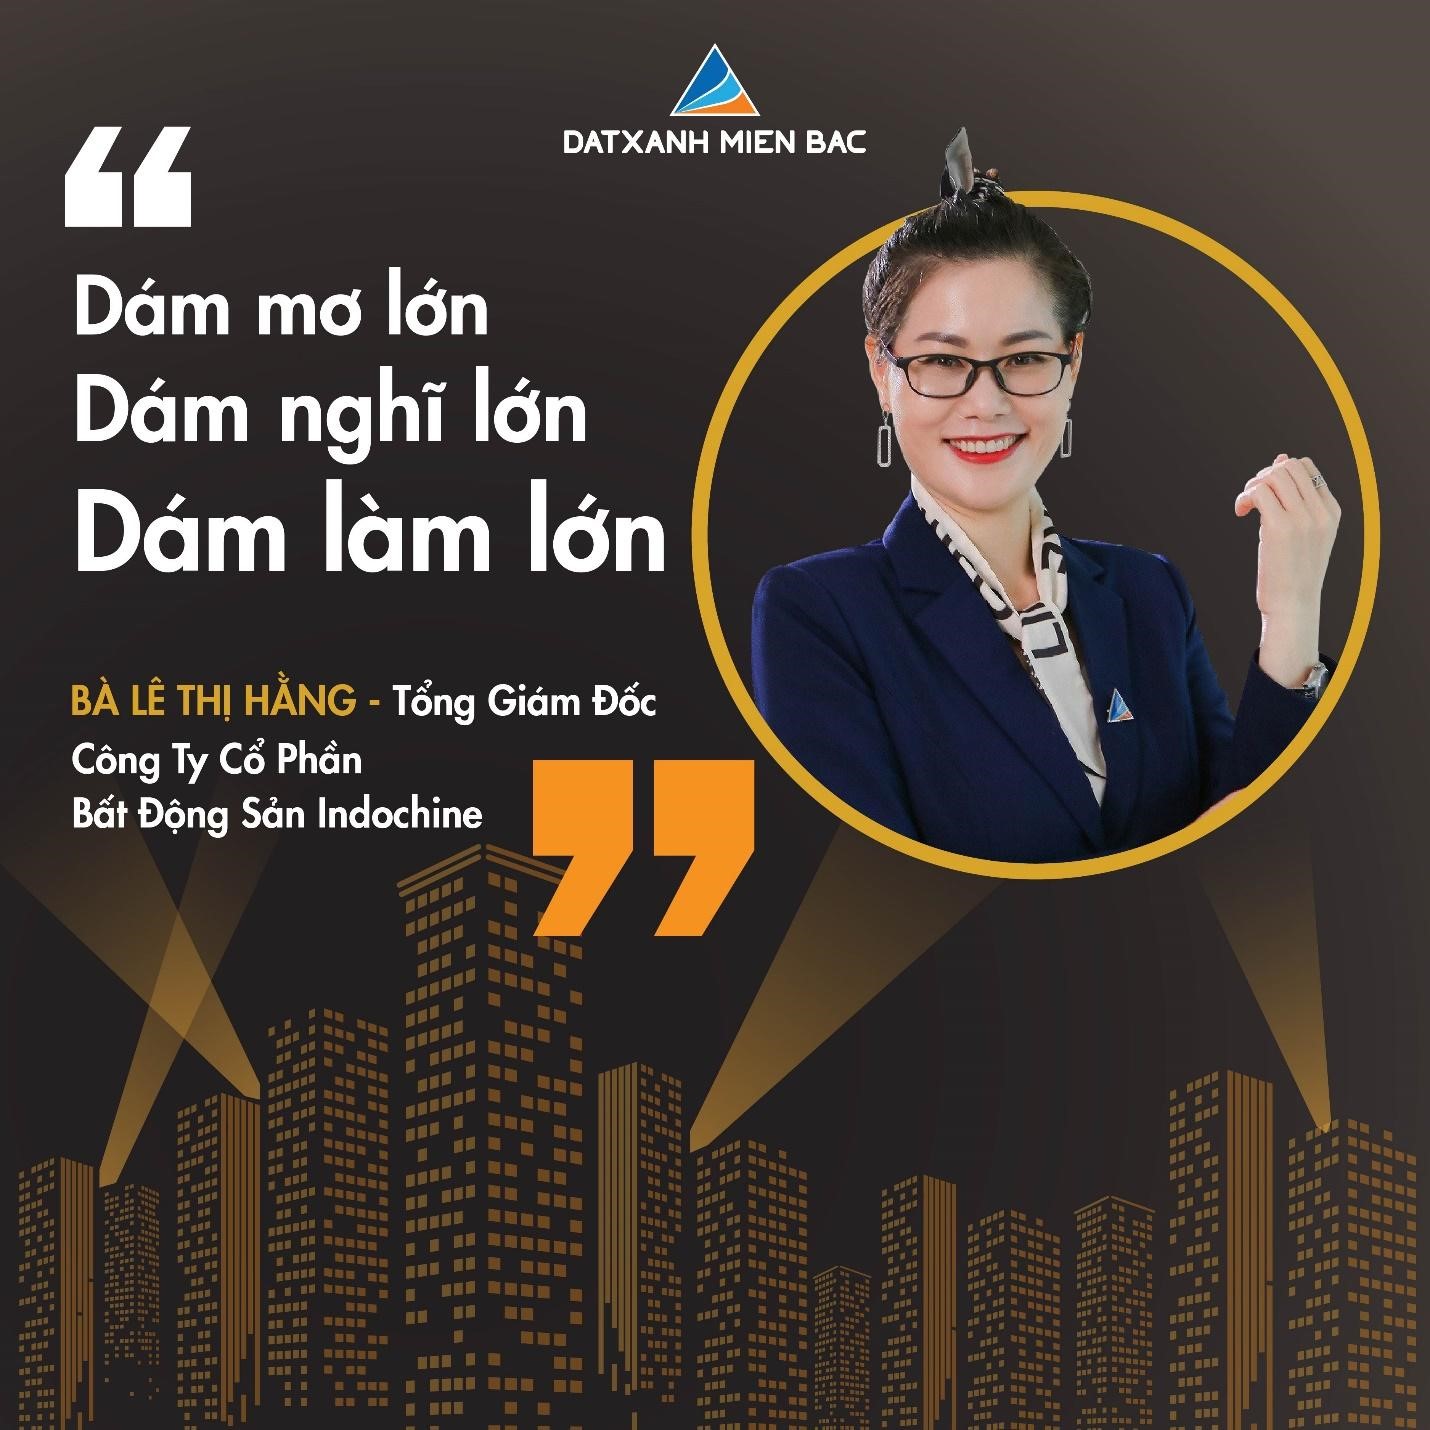 DATXANH MIEN BAC
“
Dám mơ lớn
Dám nghĩ lớn
Dám làm lớn
BÀ LÊ THỊ HẰNG - Tổng Giám Đốc
Công Ty Cổ Phần
Bất Động Sản Indochine
”